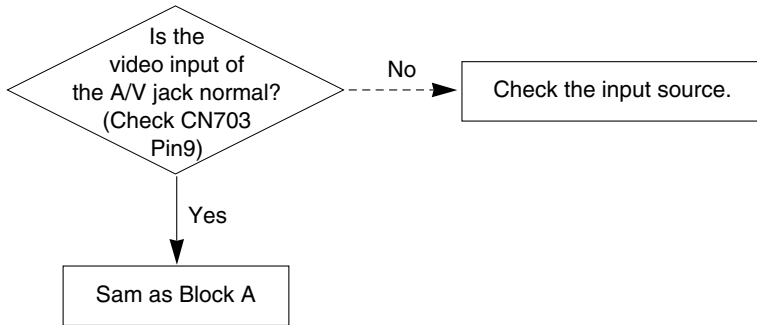 Is the
video input of
the A/V jack normal?
(Check CN703
Pin9)
No
Check the input source.
Yes
Sam as Block A